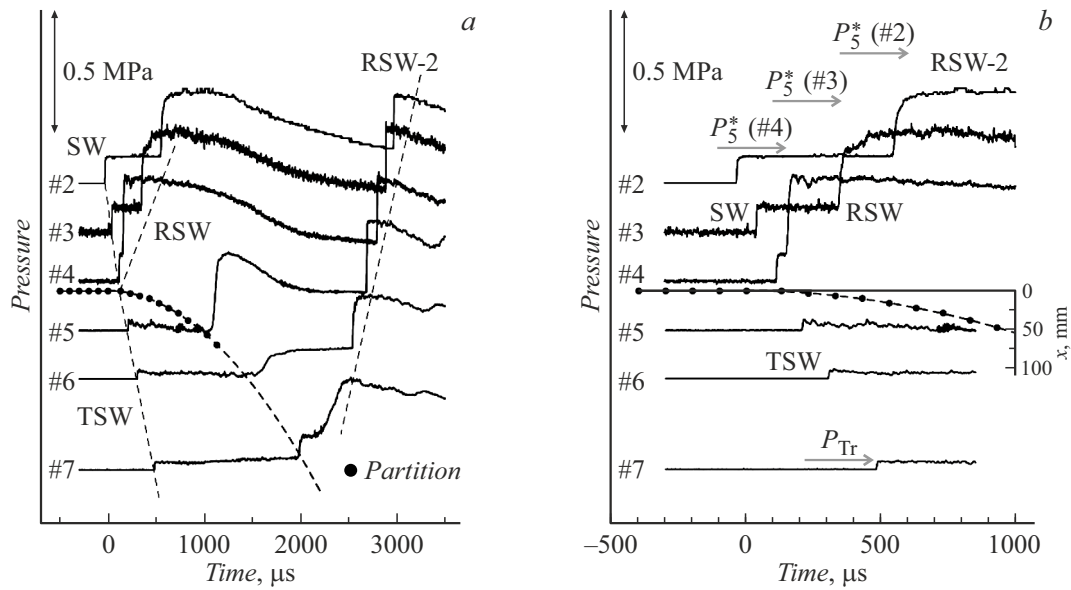 a
0.5 MPa
RSW-2
SW
#2
#3
RSW
#4
#5
#6
TSW
#7
Partition
Pressure
0 1000 2000 3000
Time, μs
b
P*5 (#2)
0.5 MPa
RSW-2
P*5 (#3)
P*5 (#4)
#2
SW RSW
#3
#4
0
#5
50
x, mm
TSW
#6
100
PTr
#7
Pressure
−500 0 500 1000
Time, μs